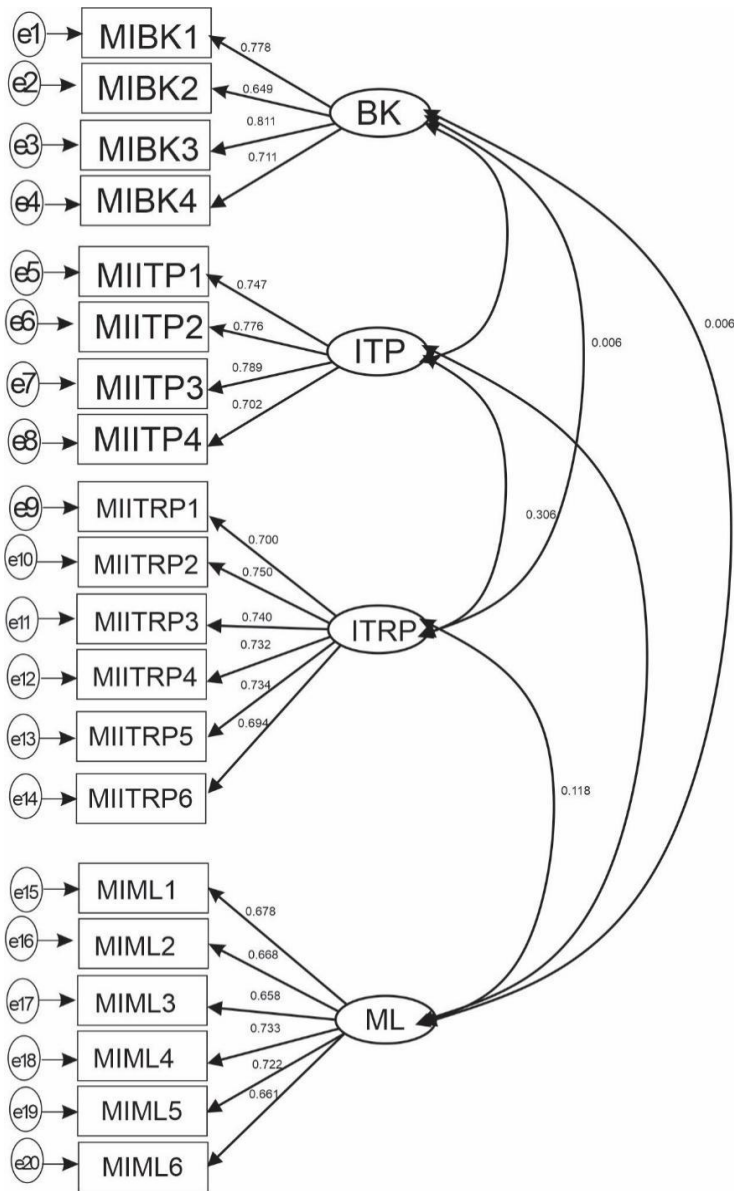 e1
MIBK1
0.778
e2
MIBK2
0.649
BK
e3
MIBK3
0.811
e4
MIBK4
0.711
e5
MIITP1
0.747
e6
MIITP2
0.776
ITP
e7
MIITP3
0.789
e8
MIITP4
0.702
0.006
0.006
e9
MIITRP1
0.700
e10
MIITRP2
0.750
e11
MIITRP3
0.740
ITRP
e12
MIITRP4
0.732
e13
MIITRP5
0.734
e14
MIITRP6
0.694
0.306
0.118
e15
MIML1
0.678
e16
MIML2
0.668
e17
MIML3
0.658
ML
e18
MIML4
0.733
e19
MIML5
0.722
e20
MIML6
0.661